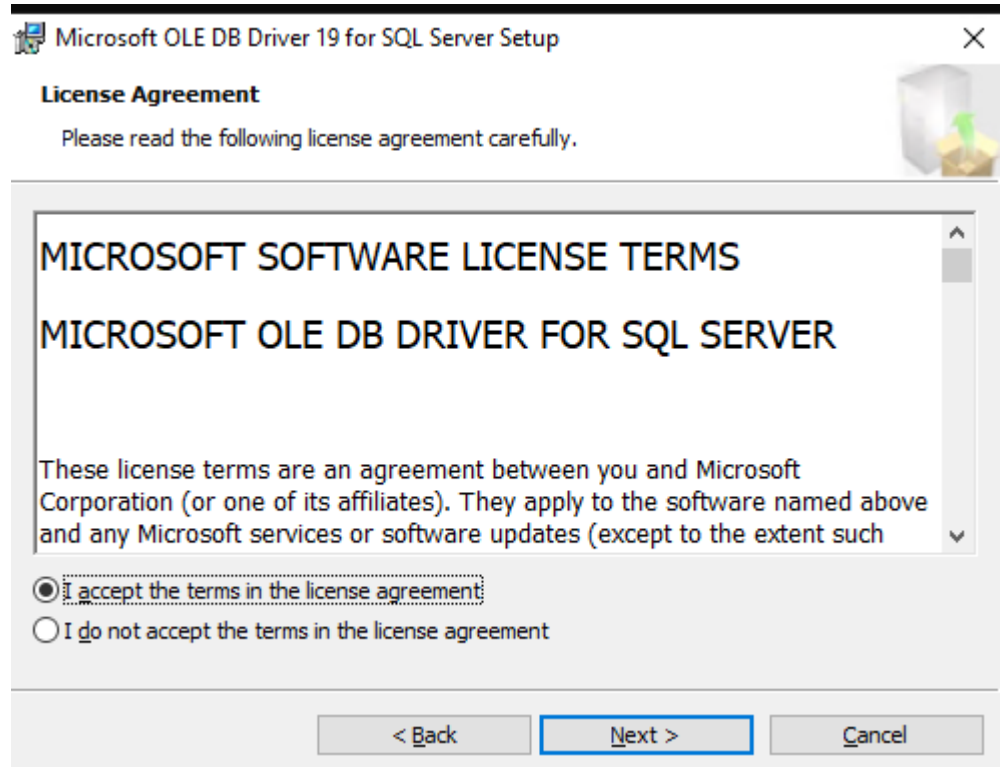 Microsoft OLE DB Driver 19 for SQL Server Setup
License Agreement
Please read the following license agreement carefully.
MICROSOFT SOFTWARE LICENSE TERMS
MICROSOFT OLE DB DRIVER FOR SQL SERVER
These license terms are an agreement between you and Microsoft
Corporation (or one of its affiliates). They apply to the software named above
and any Microsoft services or software updates (except to the extent such
I accept the terms in the license agreement
I do not accept the terms in the license agreement
< Back
Next >
Cancel